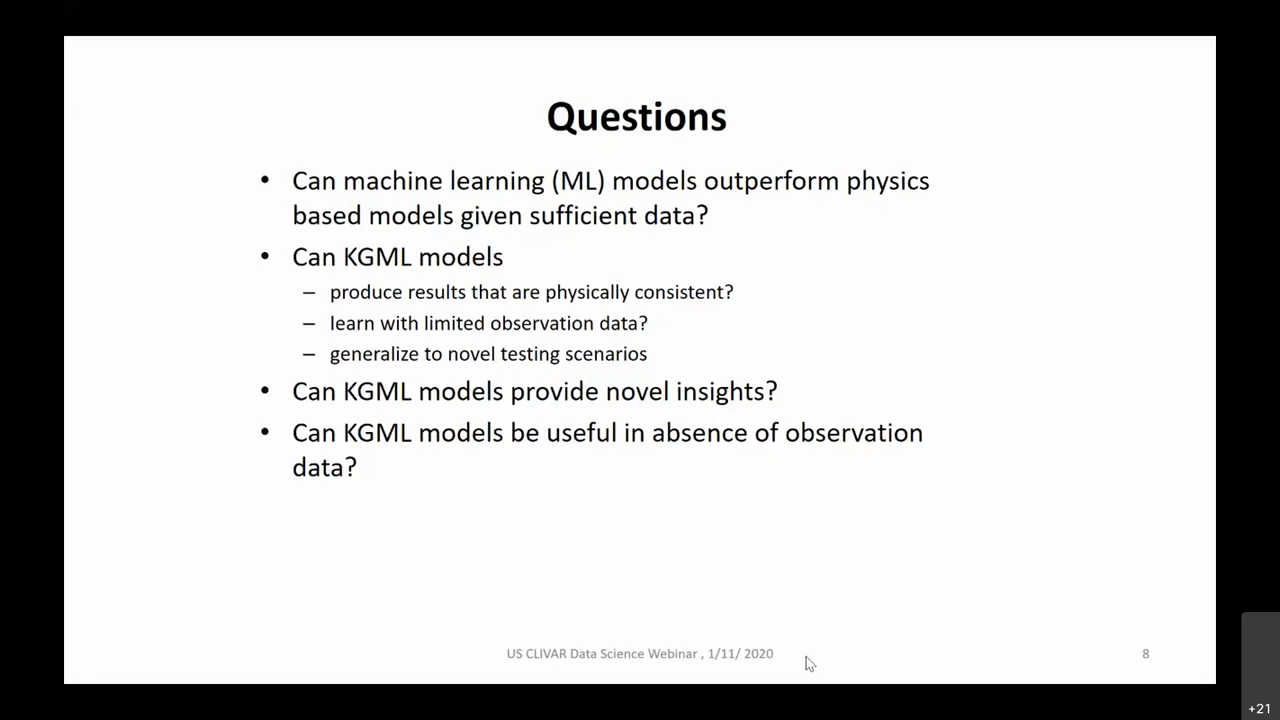 Questions
• Can machine learning (ML) models outperform physics
based models given sufficient data?
• Can KGML models
– produce results that are physically consistent?
– learn with limited observation data?
– generalize to novel testing scenarios
• Can KGML models provide novel insights?
• Can KGML models be useful in absence of observation
data?
US CLIVAR Data Science Webinar , 1/11/ 2020
8
+21